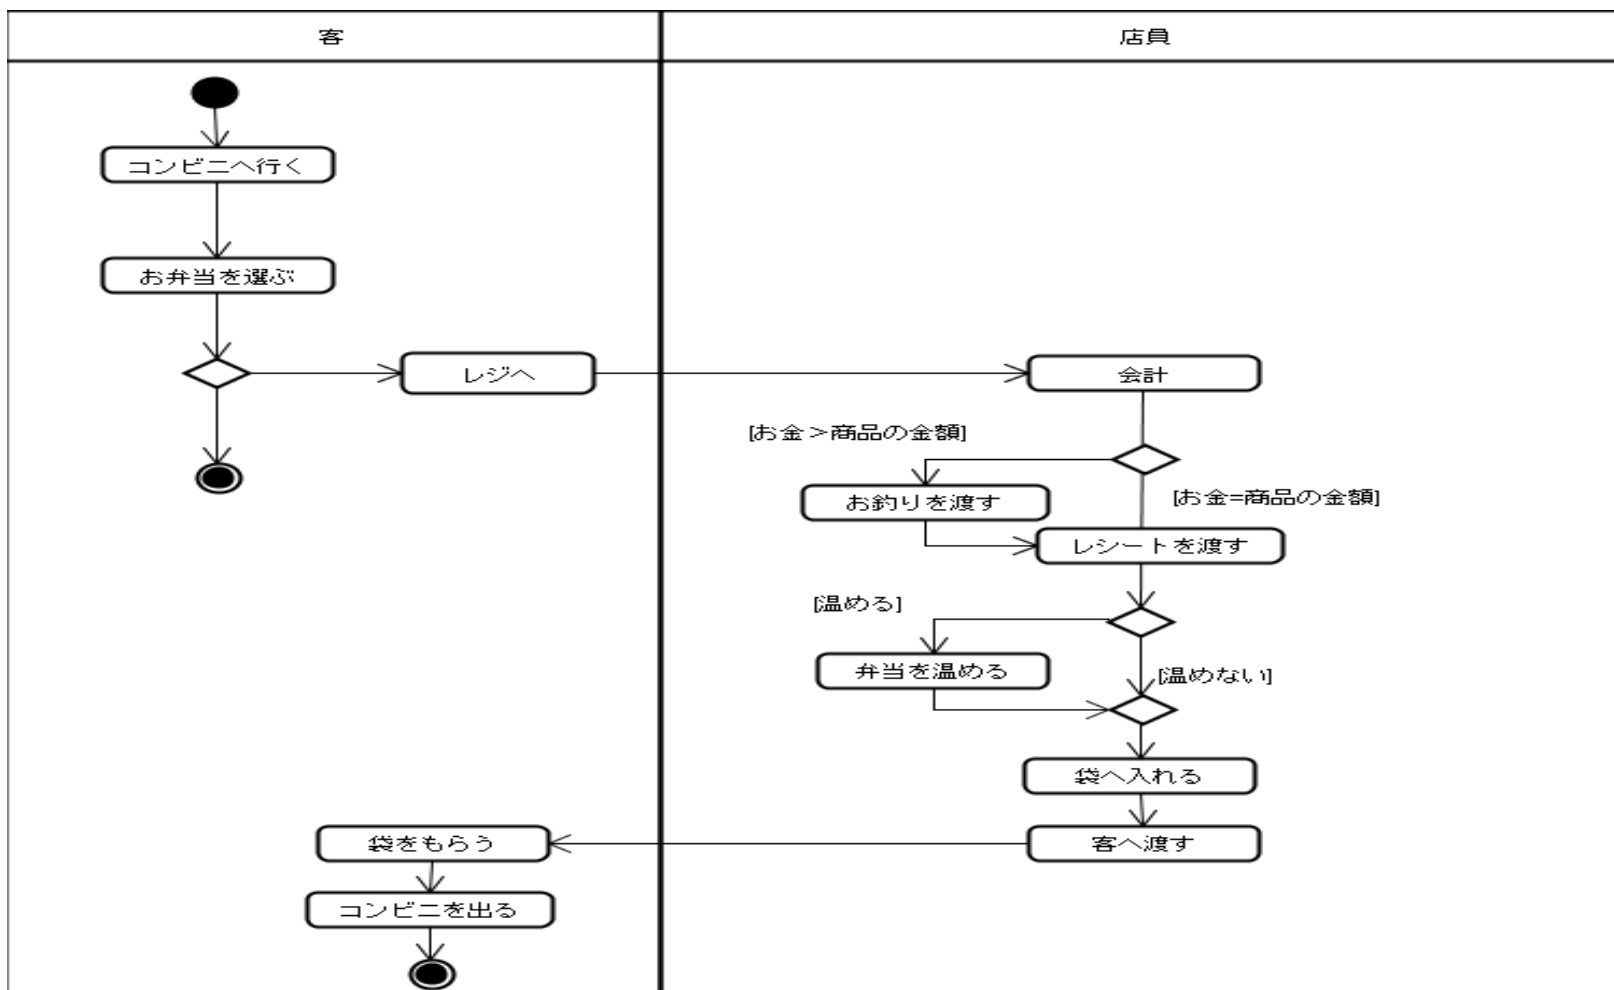 客
店員
コンビニへ行く
お弁当を選ぶ
レジへ
会計
[お金＞商品の金額]
お釣りを渡す
[お金=商品の金額]
レシートを渡す
[温める]
弁当を温める
[温めない]
袋へ入れる
袋をもらう
客へ渡す
コンビニを出る